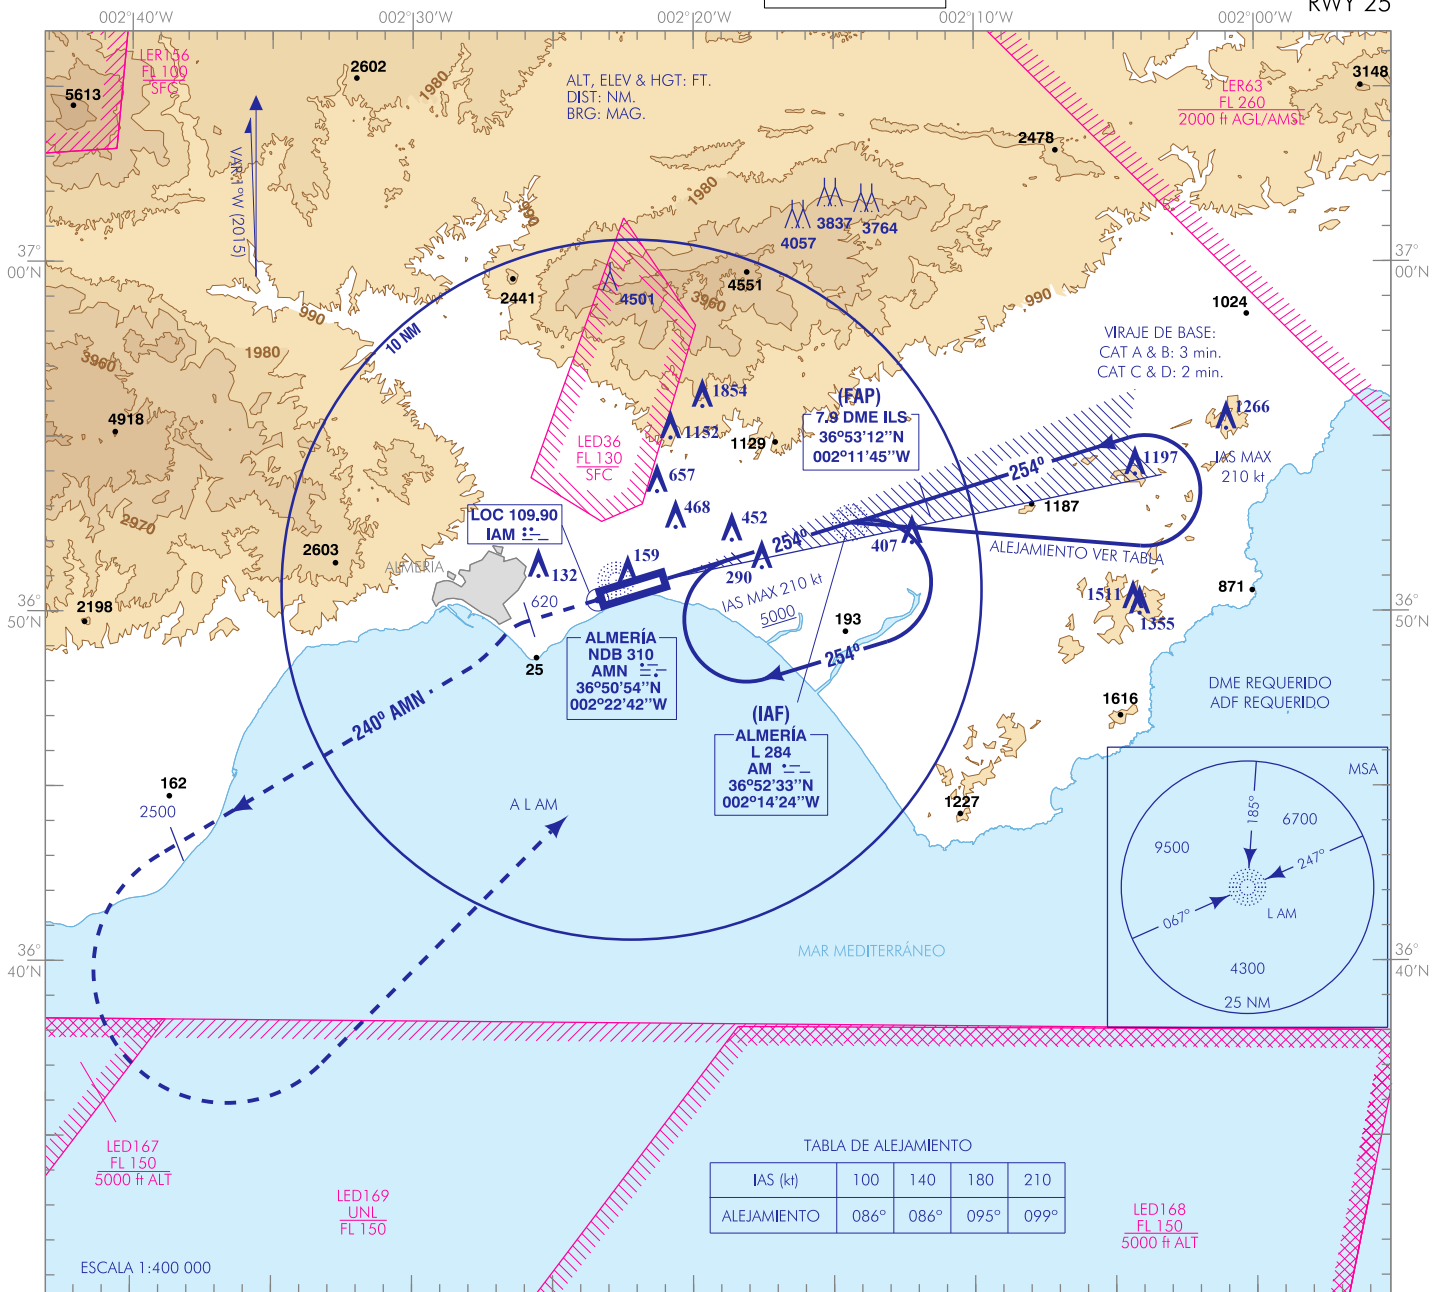 RWY 25
002°40'W
002°30'W
002°20'W
002°10'W
002°00'W
LER156
FL 100
SFC
5613
2602
1980
ALT, ELEV & HGT: FT.
DIST: NM.
BRG: MAG.
LER63
FL 260
2000 ft AGL/AMSL
3148
2478
VAR 1°W (2015)
990
1980
4057
3837
3764
37°
00'N
37°
00'N
2441
4501
4551
3960
990
1024
990
10 NM
1980
3960
VIRAJE DE BASE:
CAT A & B: 3 min.
CAT C & D: 2 min.
4918
1854
1152
1129
(FAP)
7.9 DME ILS
36°53'12''N
002°11'45''W
1266
LED36
FL 130
SFC
254°
1197
IAS MAX
210 kt
657
468
452
1187
2970
LOC 109.90
IAM
254°
407
ALEJAMIENTO VER TABLA
2603
ALMERÍA
132
159
290
IAS MAX 210 kt
5000
620
1511
1355
871
2198
36°
50'N
36°
50'N
193
254°
ALMERÍA
NDB 310
AMN
36°50'54''N
002°22'42''W
25
DME REQUERIDO
ADF REQUERIDO
1616
240° AMN
(IAF)
ALMERÍA
L 284
AM
36°52'33''N
002°14'24''W
162
2500
A L AM
1227
MSA
185°
6700
9500
247°
067°
L AM
4300
25 NM
MAR MEDITERRÁNEO
36°
40'N
36°
40'N
LED167
FL 150
5000 ft ALT
LED169
UNL
FL 150
TABLA DE ALEJAMIENTO
IAS (kt) 100 140 180 210
ALEJAMIENTO 086° 086° 095° 099°
LED168
FL 150
5000 ft ALT
ESCALA 1:400 000